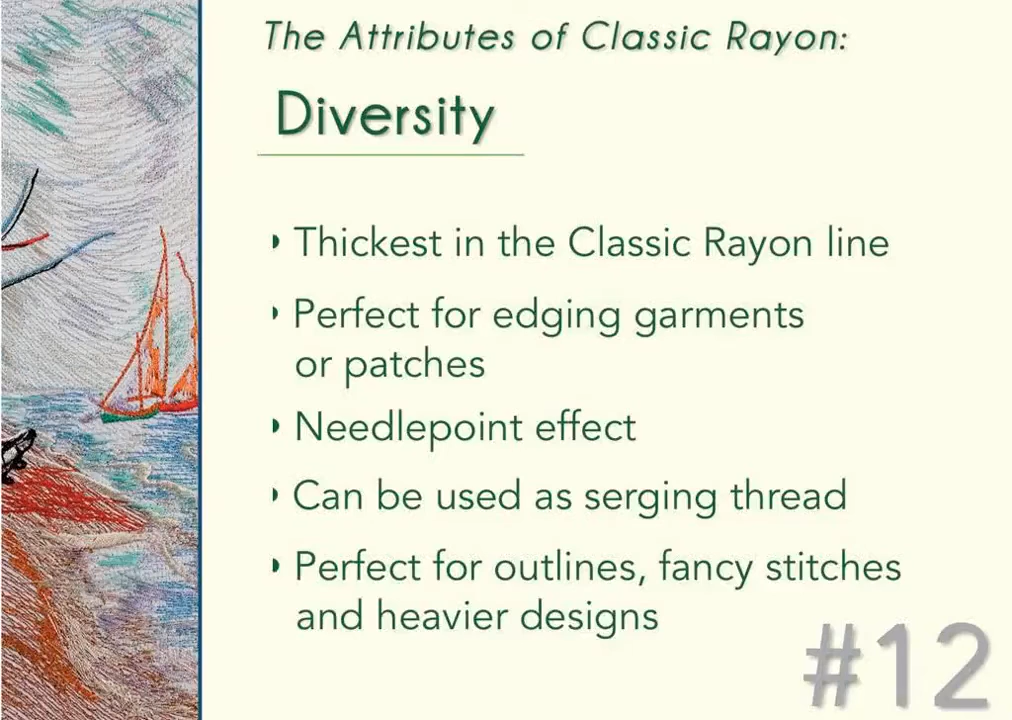 The Attributes of Classic Rayon:
Diversity
Thickest in the Classic Rayon line
Perfect for edging garments
or patches
Needlepoint effect
Can be used as serging thread
Perfect for outlines, fancy stitches
and heavier designs
#12